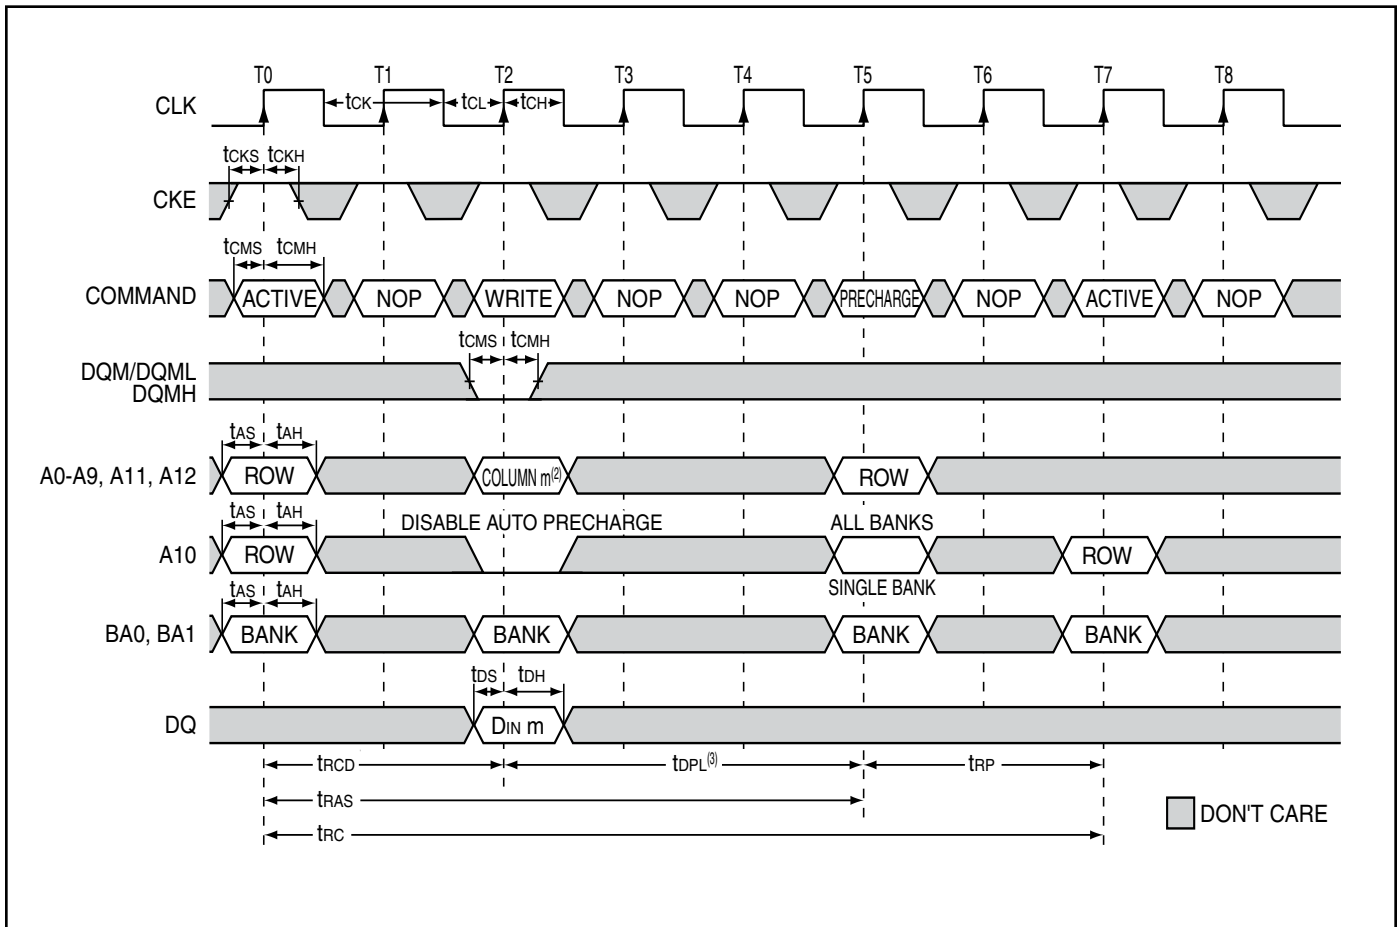 T0 T1 T2 T3 T4 T5 T6 T7 T8
CLK tCK tCL tCH
tCKS tCKH
CKE
tCMS tCMH
COMMAND ACTIVE NOP WRITE NOP NOP PRECHARGE NOP ACTIVE NOP
tCMS tCMH
DQM/DQML
DQMH
tAS tAH
A0-A9, A11, A12 ROW COLUMN m(2) ROW
tAS tAH DISABLE AUTO PRECHARGE ALL BANKS
A10 ROW ROW
tAS tAH SINGLE BANK
BA0, BA1 BANK BANK BANK BANK
tDS tDH
DQ DIN m
tRCD tDPL(3) tRP
tRAS
DON'T CARE
tRC